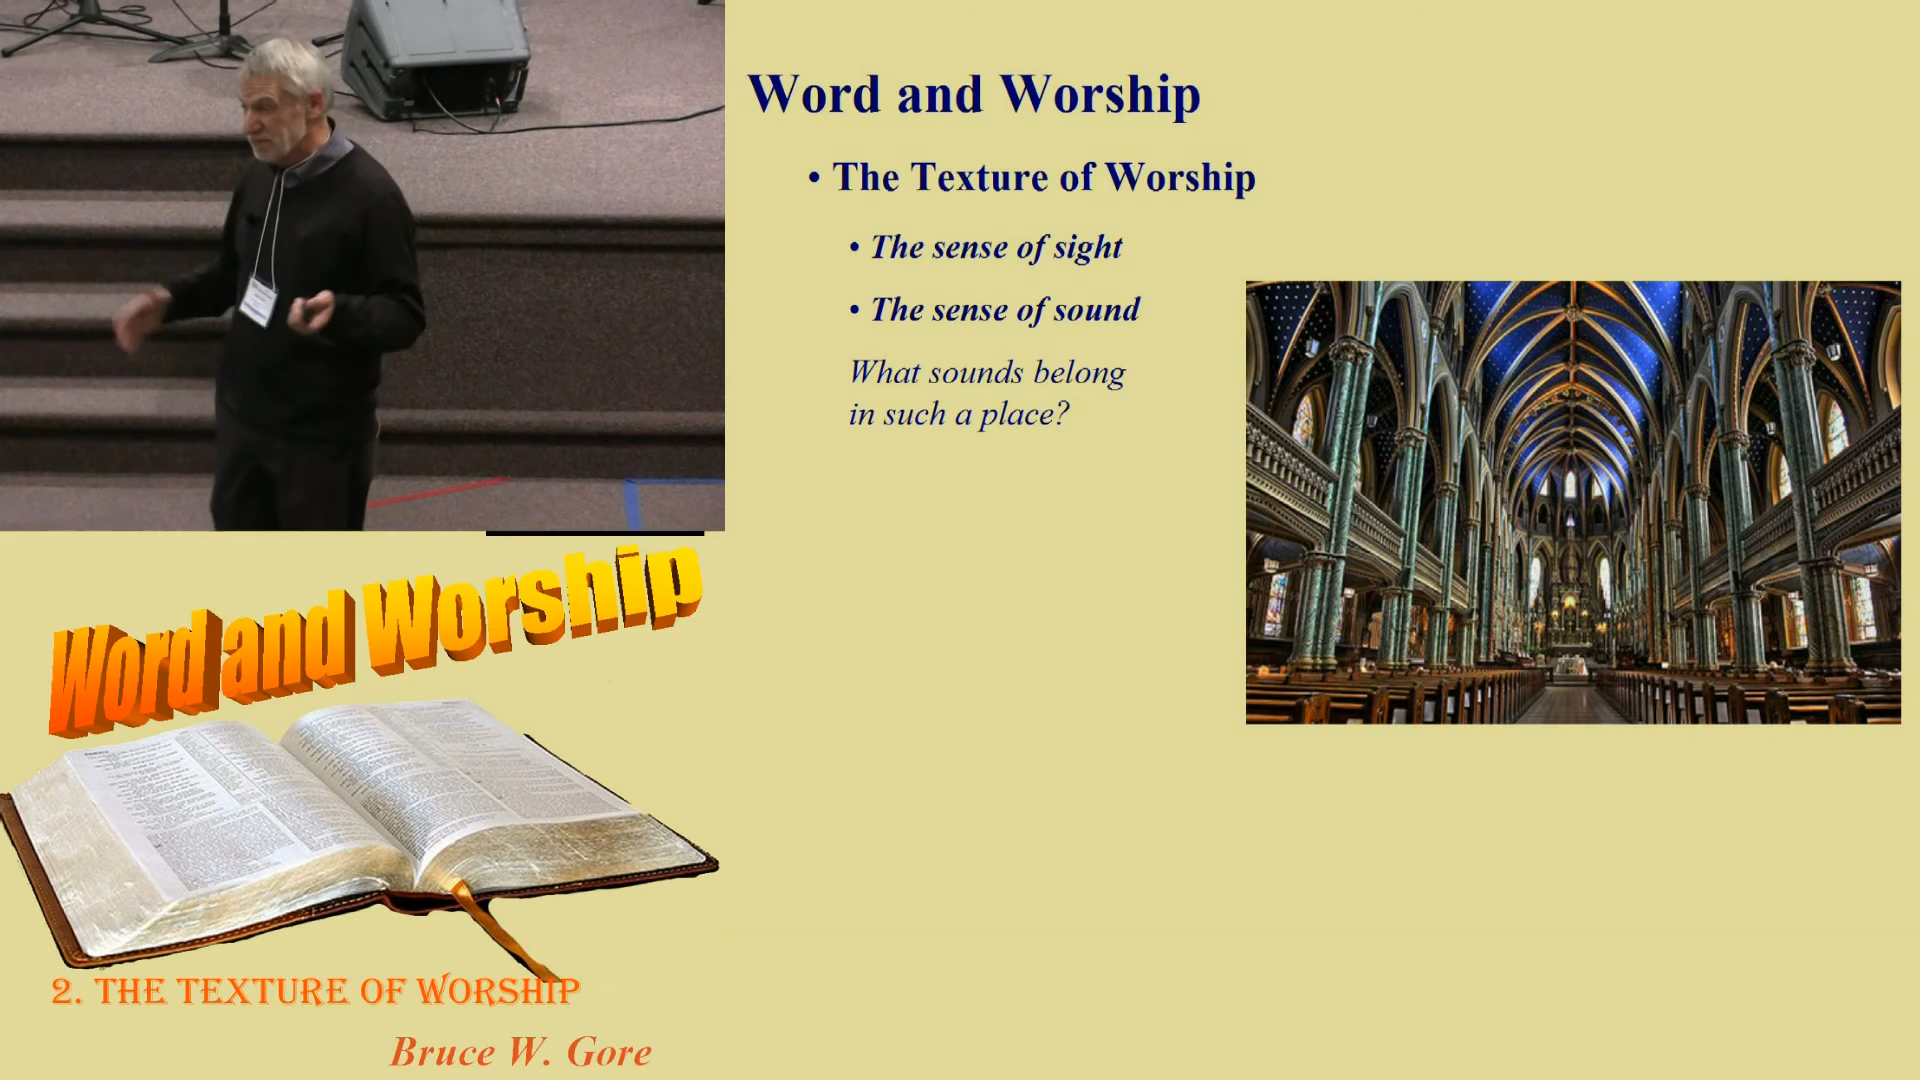 Word and Worship
• The Texture of Worship
• The sense of sight
• The sense of sound
What sounds belong
in such a place?
Word and Worship
2. THE TEXTURE OF WORSHIP
Bruce W. Gore